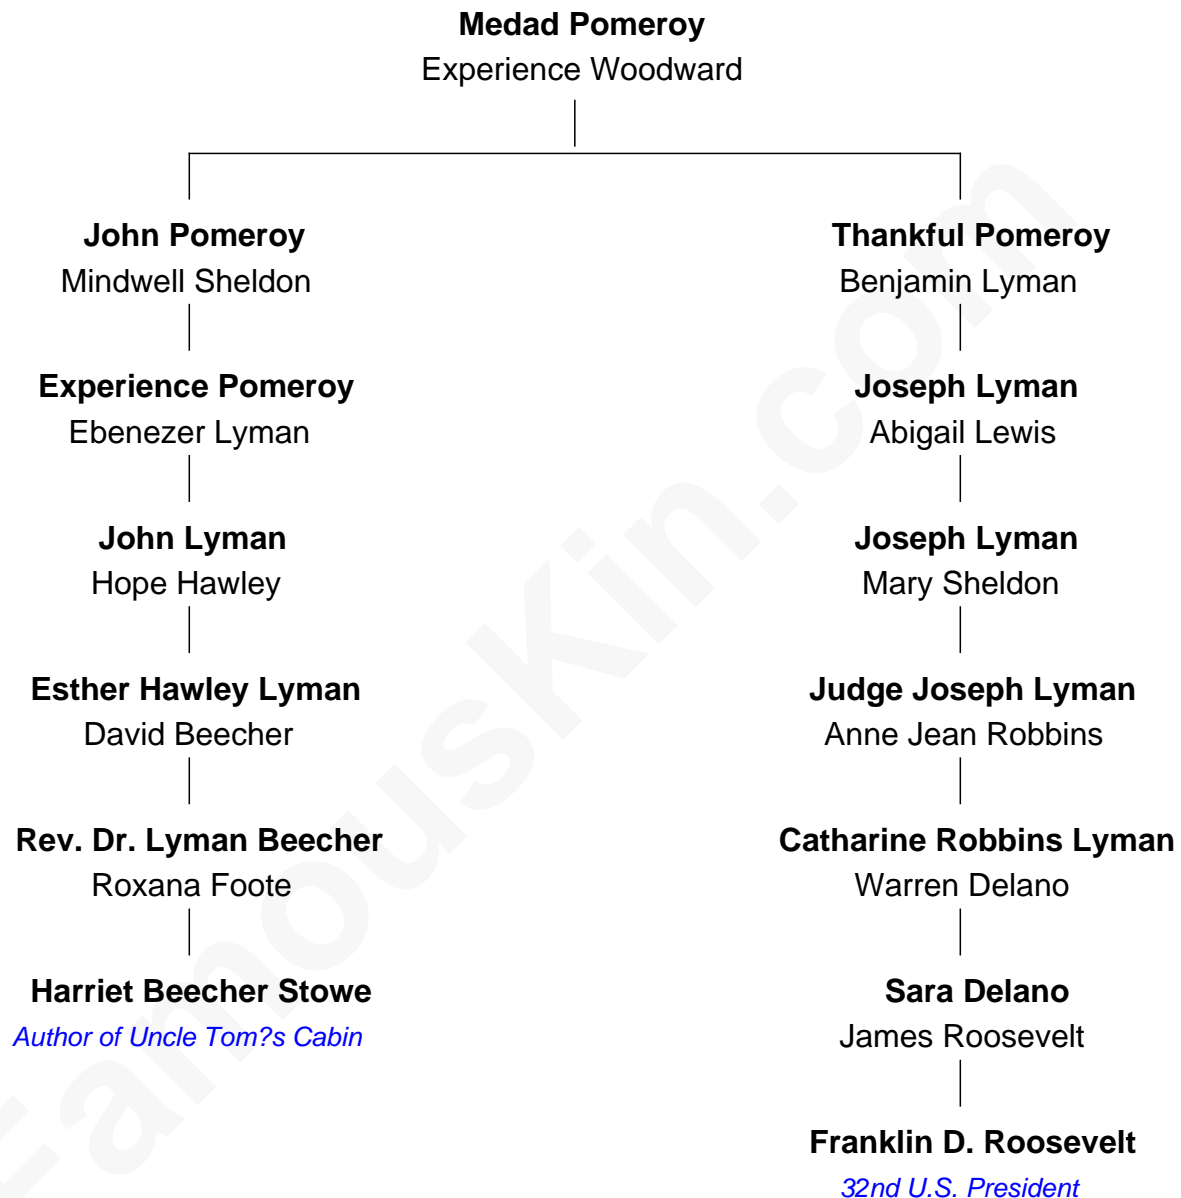 Medad Pomeroy
Experience Woodward
John Pomeroy
Mindwell Sheldon
Thankful Pomeroy
Benjamin Lyman
Experience Pomeroy
Ebenezer Lyman
Joseph Lyman
Abigail Lewis
John Lyman
Hope Hawley
Joseph Lyman
Mary Sheldon
Esther Hawley Lyman
David Beecher
Judge Joseph Lyman
Anne Jean Robbins
Rev. Dr. Lyman Beecher
Roxana Foote
Catharine Robbins Lyman
Warren Delano
Harriet Beecher Stowe
Author of Uncle Tom?s Cabin
Sara Delano
James Roosevelt
Franklin D. Roosevelt
32nd U.S. President
FamousKin.com